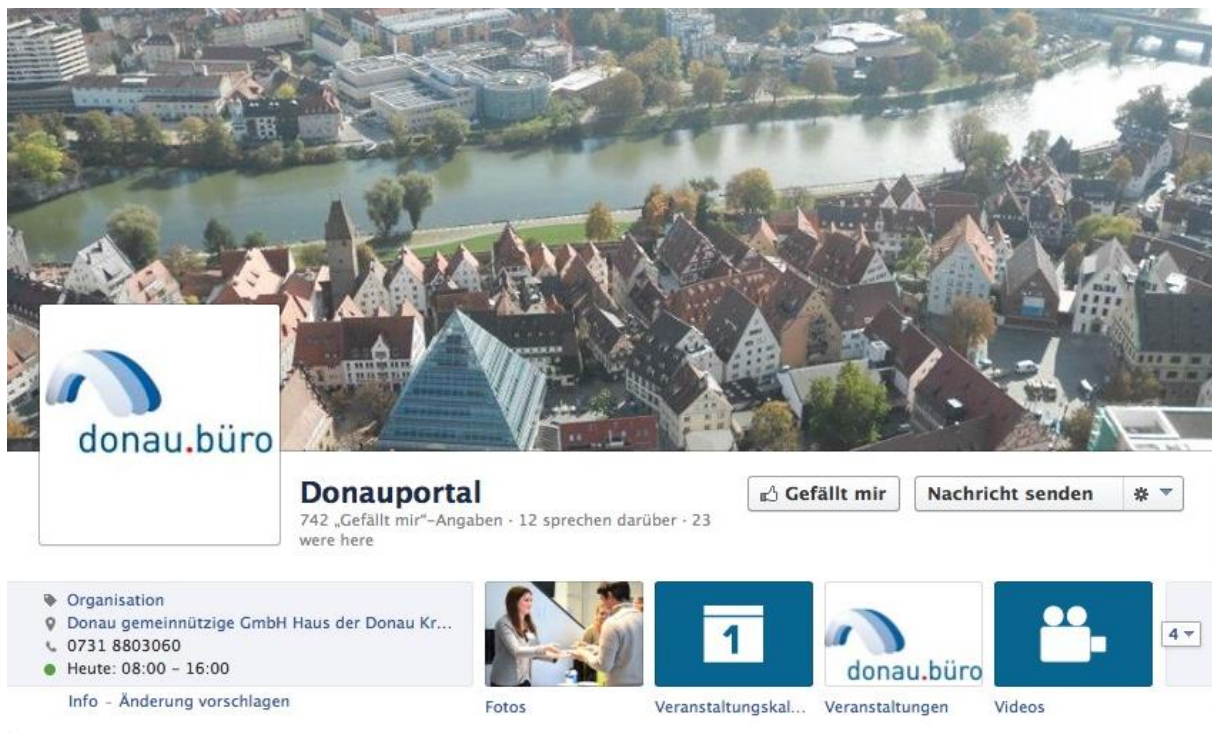 donau.büro
Donauportal
Gefällt mir
Nachricht senden
742 „Gefällt mir“-Angaben · 12 sprechen darüber · 23
were here
Organisation
Donau gemeinnützige GmbH Haus der Donau Kr...
0731 8803060
Heute: 08:00 – 16:00
Info – Änderung vorschlagen
Fotos
1
Veranstaltungskal...
donau.büro
Veranstaltungen
Videos
4